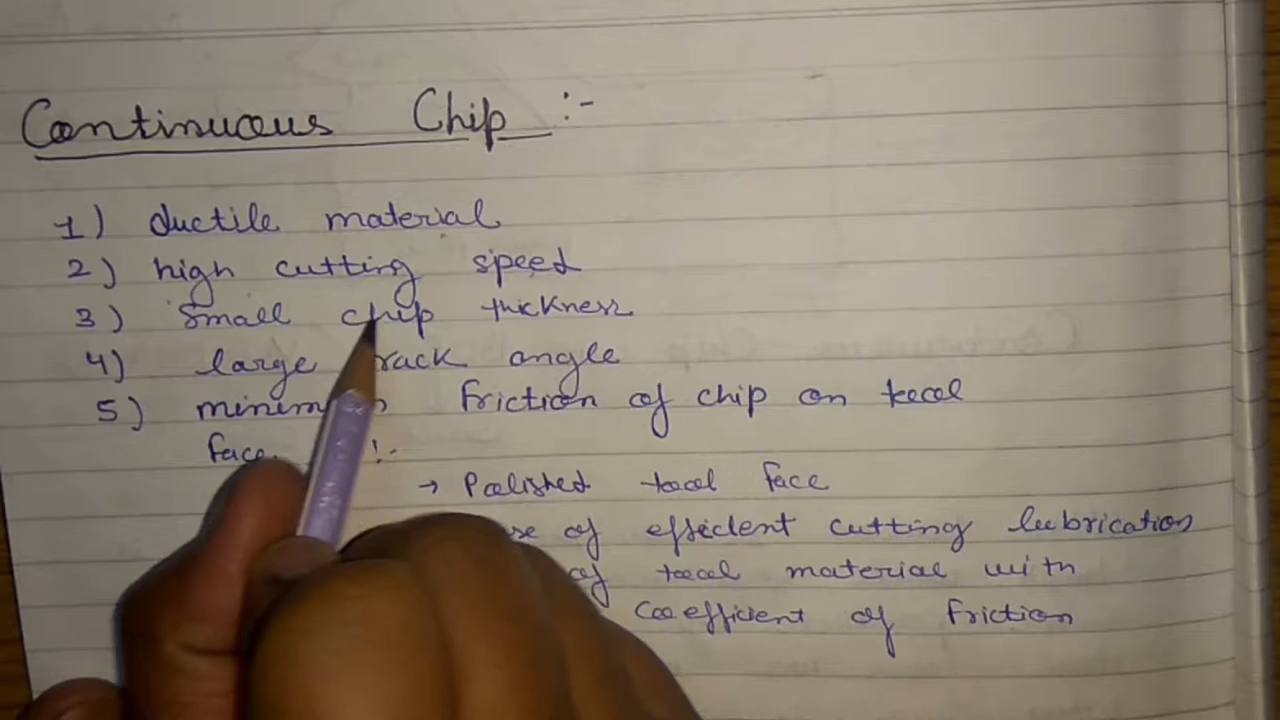 Continuous Chip :-
1) ductile material
2) high cutting speed
3) small chip thickness
4) large rack angle
5) friction of chip on tool
face :-
→ Polished tool face
of efficient cutting lubrication
of tool material with
coefficient of friction